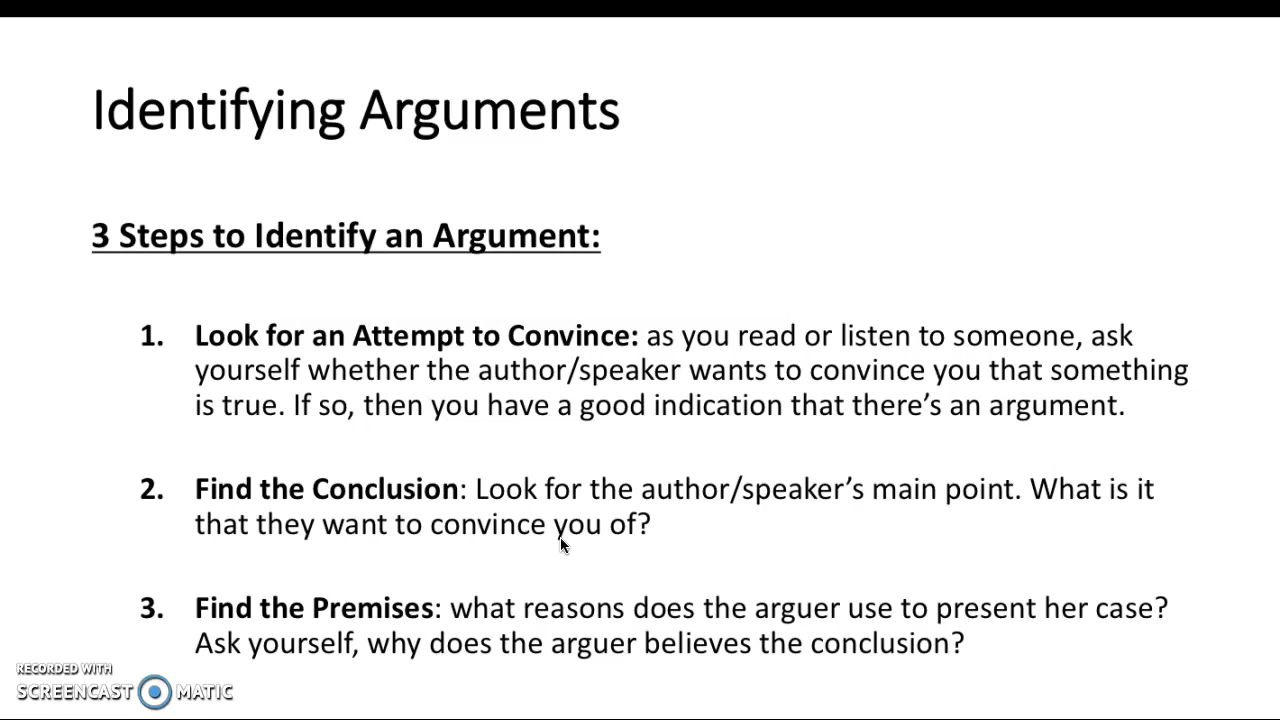 Identifying Arguments
3 Steps to Identify an Argument:
1. Look for an Attempt to Convince: as you read or listen to someone, ask
yourself whether the author/speaker wants to convince you that something
is true. If so, then you have a good indication that there’s an argument.
2. Find the Conclusion: Look for the author/speaker’s main point. What is it
that they want to convince you of?
3. Find the Premises: what reasons does the arguer use to present her case?
Ask yourself, why does the arguer believes the conclusion?
RECORDED WITH
SCREENCAST MATIC